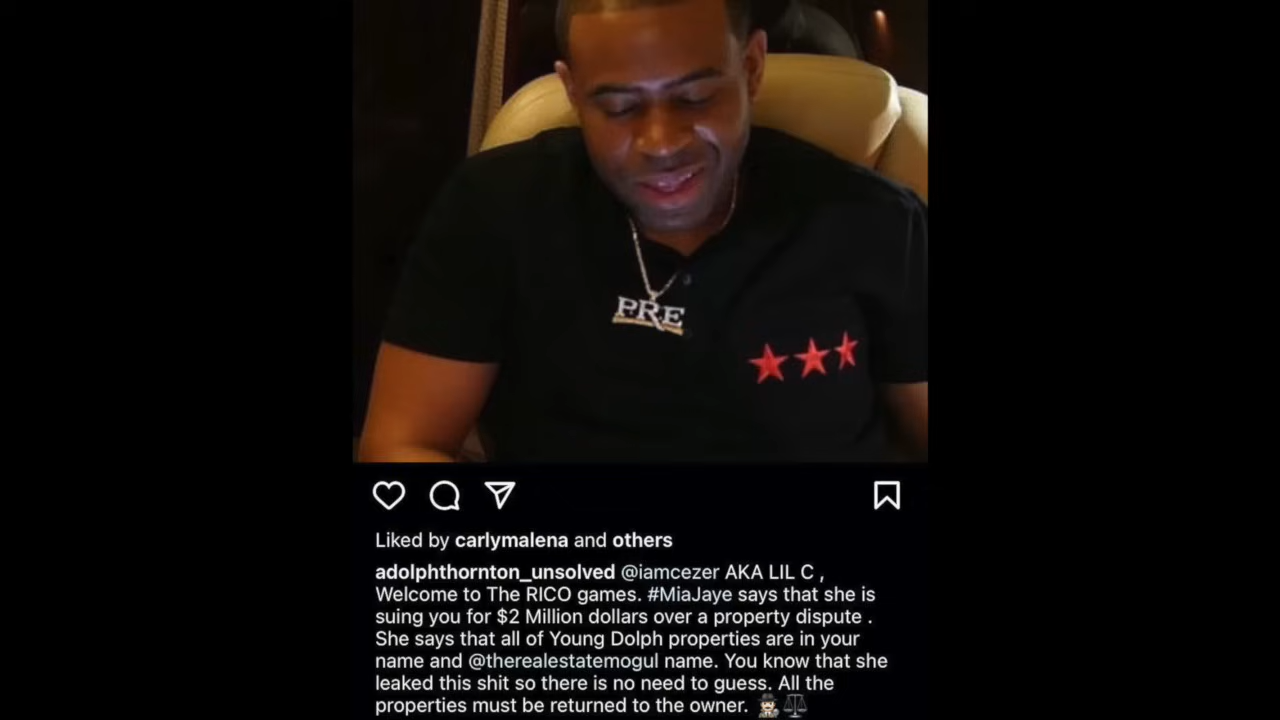 PRE
Liked by carlymalena and others
adolphthornton_unsolved @iamcezer AKA LIL C ,
Welcome to The RICO games. #MiaJaye says that she is
suing you for $2 Million dollars over a property dispute .
She says that all of Young Dolph properties are in your
name and @therealestatemogul name. You know that she
leaked this shit so there is no need to guess. All the
properties must be returned to the owner. 🕵🏻‍♂️⚖️